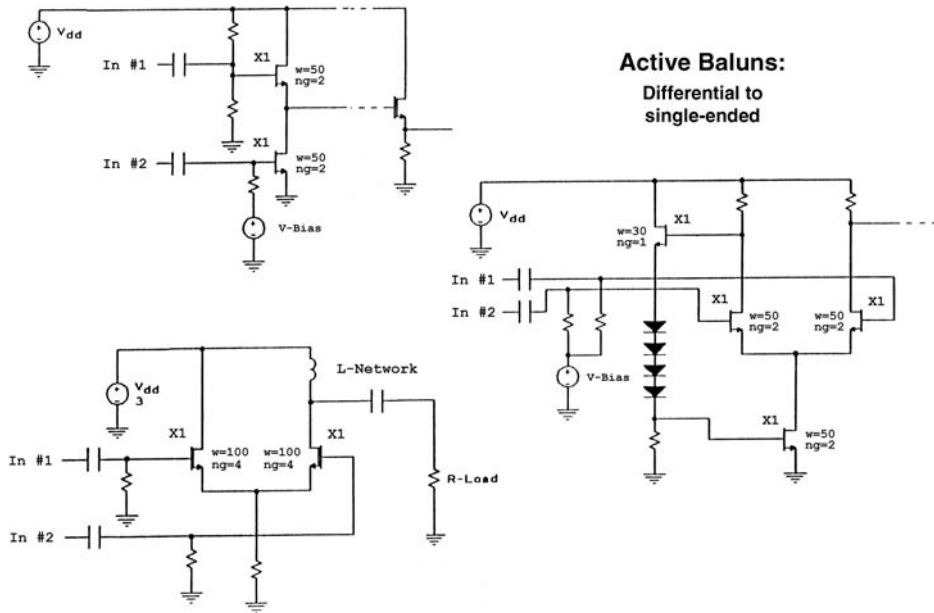 Vdd
In #1
X1
w=50
ng=2
In #2
X1
w=50
ng=2
V-Bias
Active Baluns:
Differential to
single-ended
Vdd
X1
w=30
ng=1
In #1
In #2
X1
w=50
ng=2
X1
w=50
ng=2
V-Bias
X1
w=50
ng=2
Vdd
3
L-Network
X1
w=100
ng=4
X1
w=100
ng=4
In #1
R-Load
In #2